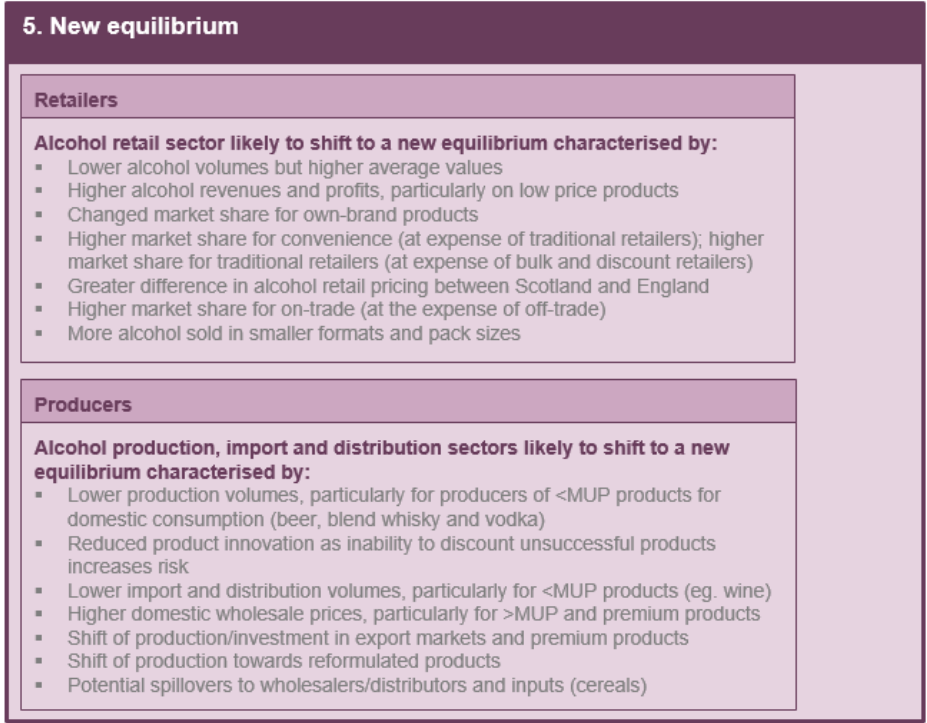 5. New equilibrium
Retailers
Alcohol retail sector likely to shift to a new equilibrium characterised by:
▪ Lower alcohol volumes but higher average values
▪ Higher alcohol revenues and profits, particularly on low price products
▪ Changed market share for own-brand products
▪ Higher market share for convenience (at expense of traditional retailers); higher
market share for traditional retailers (at expense of bulk and discount retailers)
▪ Greater difference in alcohol retail pricing between Scotland and England
▪ Higher market share for on-trade (at the expense of off-trade)
▪ More alcohol sold in smaller formats and pack sizes
Producers
Alcohol production, import and distribution sectors likely to shift to a new
equilibrium characterised by:
▪ Lower production volumes, particularly for producers of <MUP products for
domestic consumption (beer, blend whisky and vodka)
▪ Reduced product innovation as inability to discount unsuccessful products
increases risk
▪ Lower import and distribution volumes, particularly for <MUP products (eg. wine)
▪ Higher domestic wholesale prices, particularly for >MUP and premium products
▪ Shift of production/investment in export markets and premium products
▪ Shift of production towards reformulated products
▪ Potential spillovers to wholesalers/distributors and inputs (cereals)